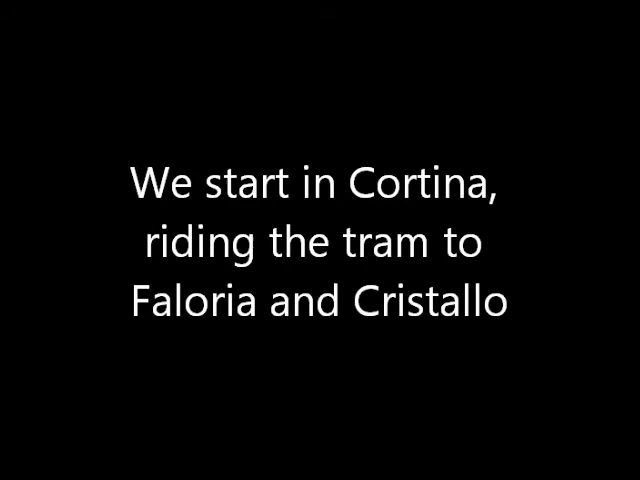 We start in Cortina,
riding the tram to
Faloria and Cristallo